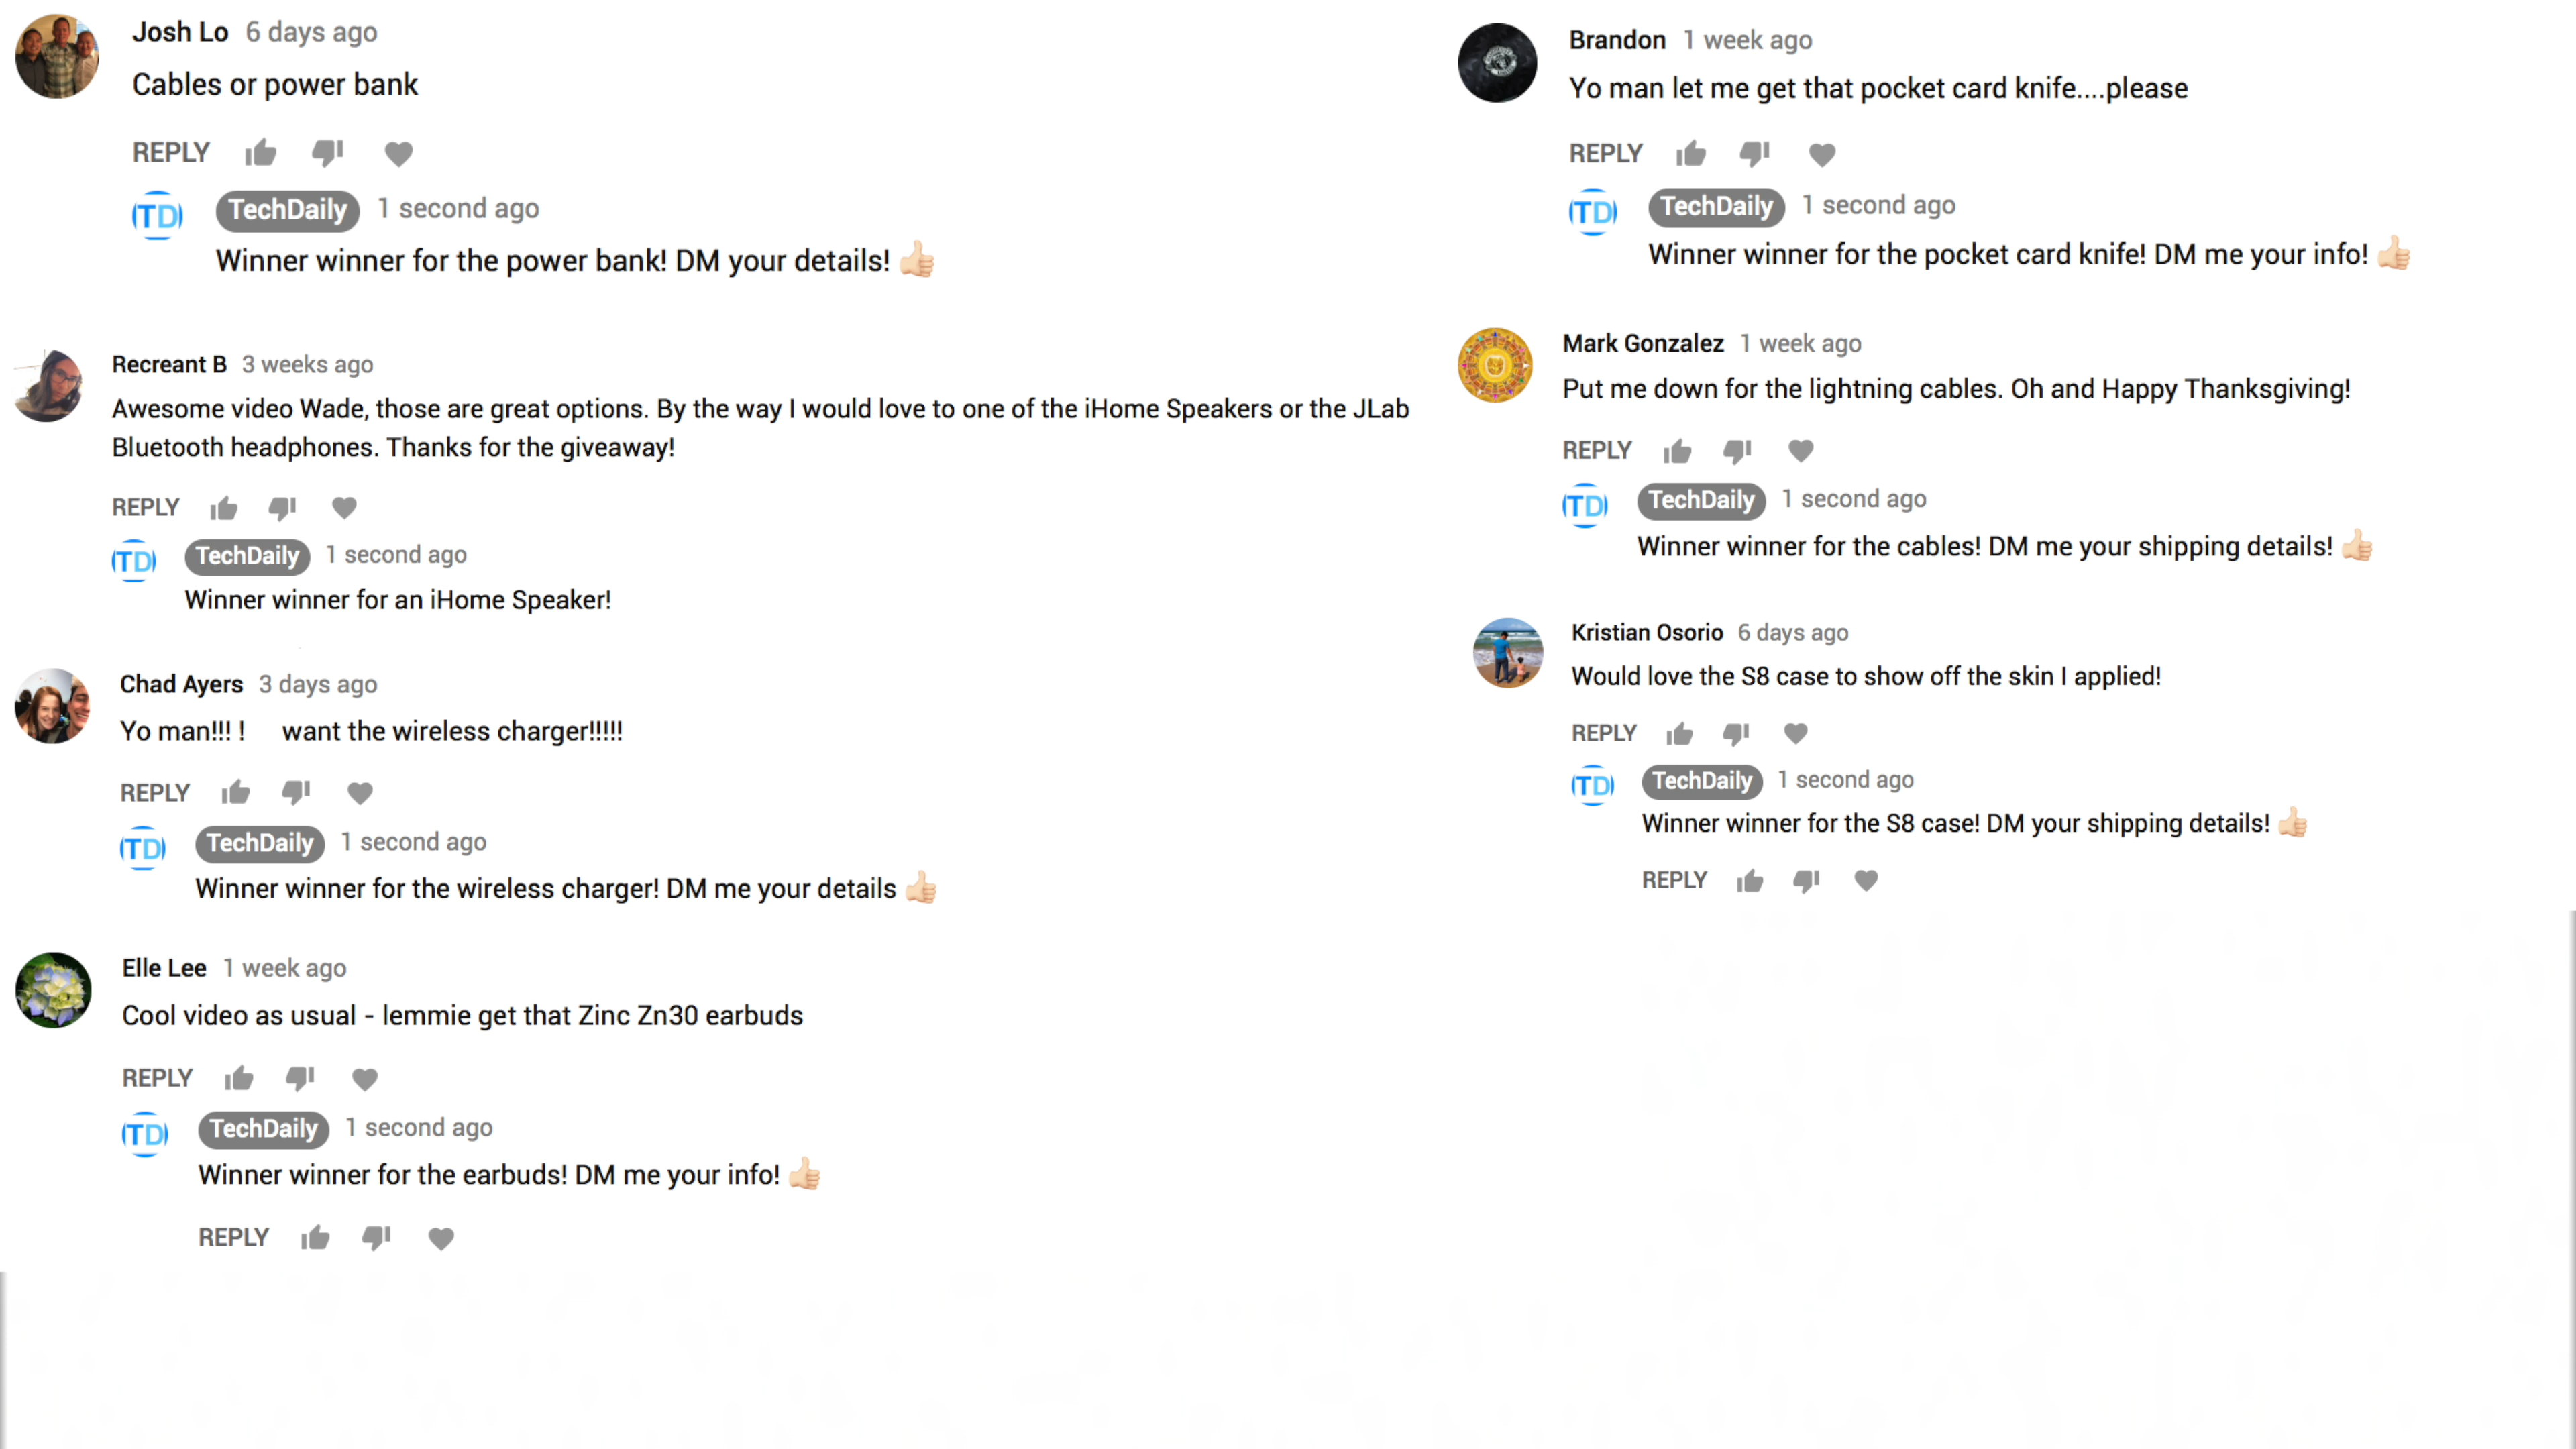 Josh Lo 6 days ago
Cables or power bank
REPLY
TD TechDaily 1 second ago
Winner winner for the power bank! DM your details! 👍🏻
Recreant B 3 weeks ago
Awesome video Wade, those are great options. By the way I would love to one of the iHome Speakers or the JLab
Bluetooth headphones. Thanks for the giveaway!
REPLY
TD TechDaily 1 second ago
Winner winner for an iHome Speaker!
Chad Ayers 3 days ago
Yo man!!! ! want the wireless charger!!!!!
REPLY
TD TechDaily 1 second ago
Winner winner for the wireless charger! DM me your details 👍🏻
Elle Lee 1 week ago
Cool video as usual - lemmie get that Zinc Zn30 earbuds
REPLY
TD TechDaily 1 second ago
Winner winner for the earbuds! DM me your info! 👍🏻
REPLY
Brandon 1 week ago
Yo man let me get that pocket card knife....please
REPLY
TD TechDaily 1 second ago
Winner winner for the pocket card knife! DM me your info! 👍🏻
Mark Gonzalez 1 week ago
Put me down for the lightning cables. Oh and Happy Thanksgiving!
REPLY
TD TechDaily 1 second ago
Winner winner for the cables! DM me your shipping details! 👍🏻
Kristian Osorio 6 days ago
Would love the S8 case to show off the skin I applied!
REPLY
TD TechDaily 1 second ago
Winner winner for the S8 case! DM your shipping details! 👍🏻
REPLY